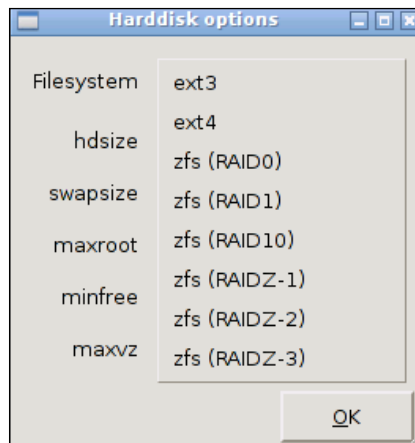 Harddisk options
Filesystem
ext3
ext4
hdsize
zfs (RAID0)
swapsize
zfs (RAID1)
maxroot
zfs (RAID10)
minfree
zfs (RAIDZ-1)
zfs (RAIDZ-2)
maxvz
zfs (RAIDZ-3)
OK